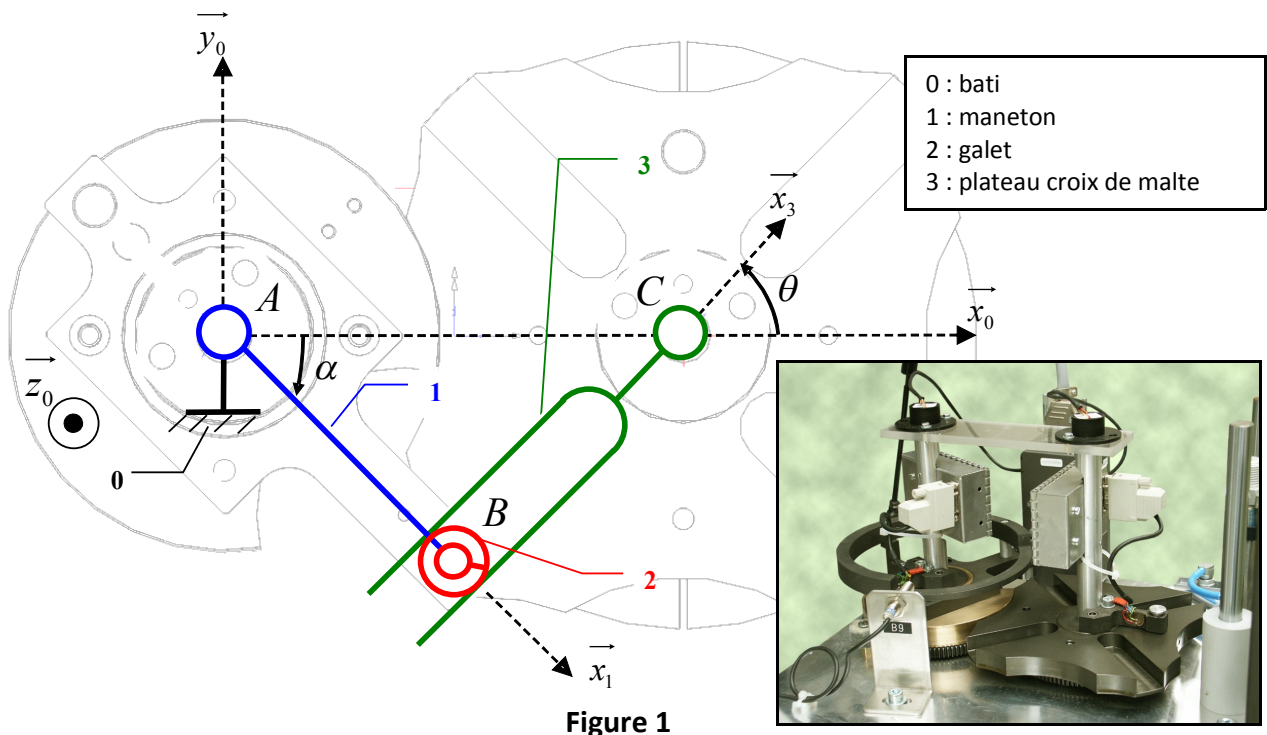 y₀
0 : bati
1 : maneton
2 : galet
3 : plateau croix de malte
3
x₃
A
C
θ
x₀
α
1
z₀
0
B
2
B9
x₁
Figure 1